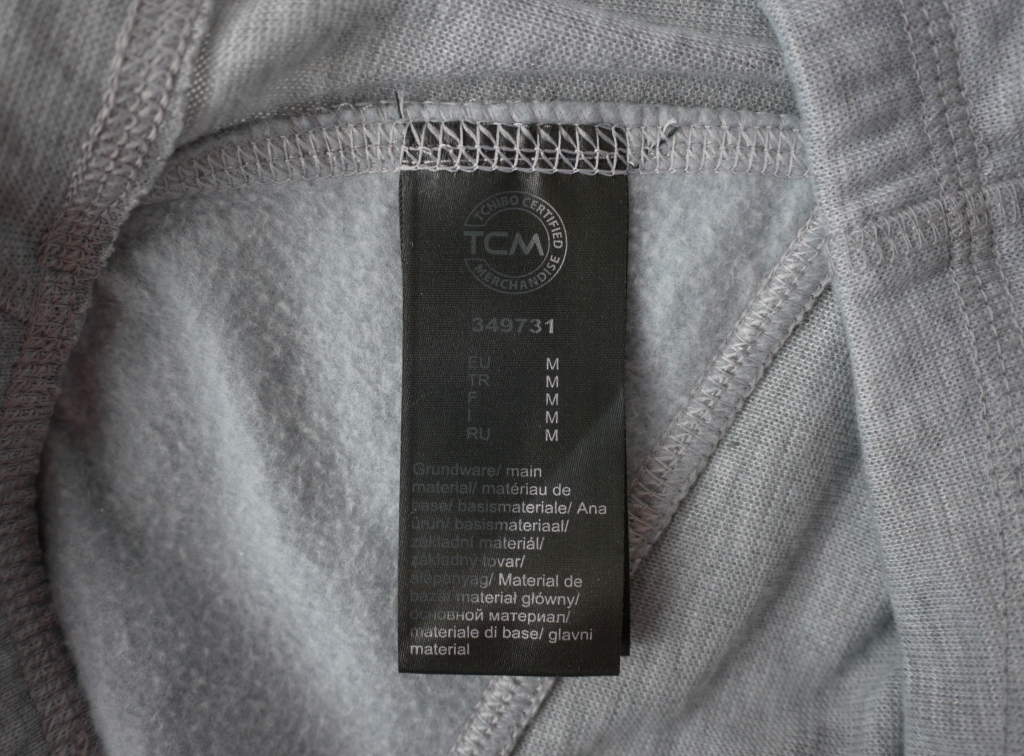 TCHIBO CERTIFIED
TCM
MERCHANDISE
349731
EU M
TR M
F M
I M
RU M
Grundware/ main
material/ matériau de
base/ basismateriale/ Ana
ürün/ basismateriaal/
základní materiál/
základný tovar/
alapanyag/ Material de
bază/ materiał główny/
основной материал/
materiale di base/ glavni
material